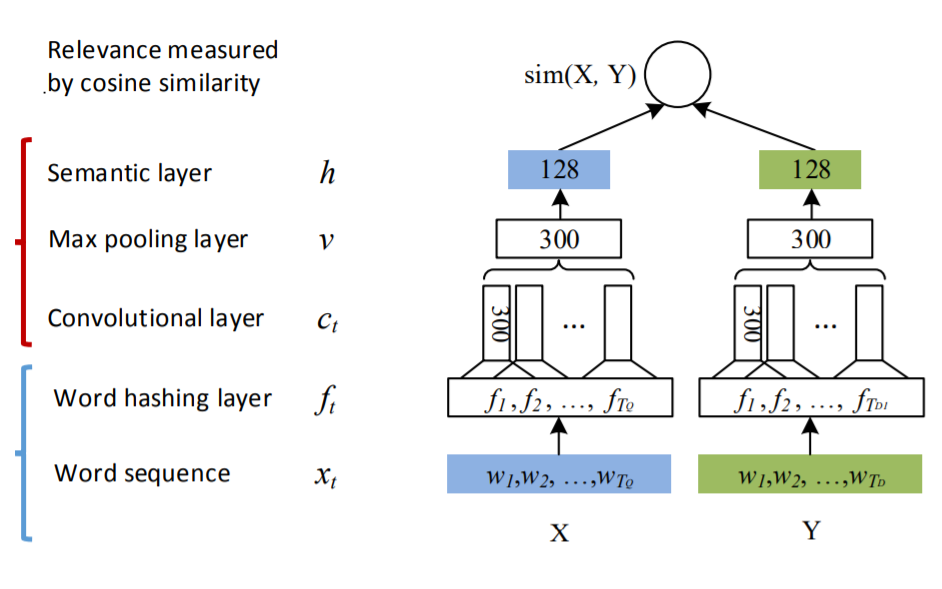 Relevance measured
.by cosine similarity
sim(X, Y)
Semantic layer h 128 128
Max pooling layer v 300 300
Convolutional layer c_t 300 ... 300 ...
Word hashing layer f_t f_1, f_2, ..., f_{T_Q} f_1, f_2, ..., f_{T_{D1}}
Word sequence x_t w_1,w_2, ...,w_{T_Q} w_1,w_2, ...,w_{T_D}
X Y